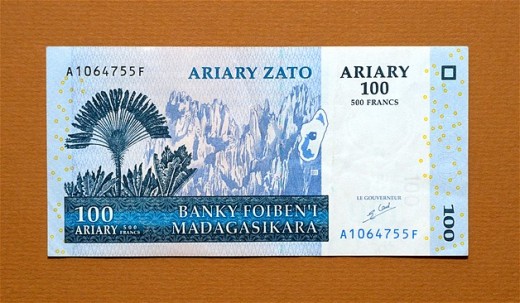 A1064755F
ARIARY ZATO
ARIARY
100
500 FRANCS
LE GOUVERNEUR
100
ARIARY
500
FRANCS
BANKY FOIBEN'I
MADAGASIKARA
A1064755F
100